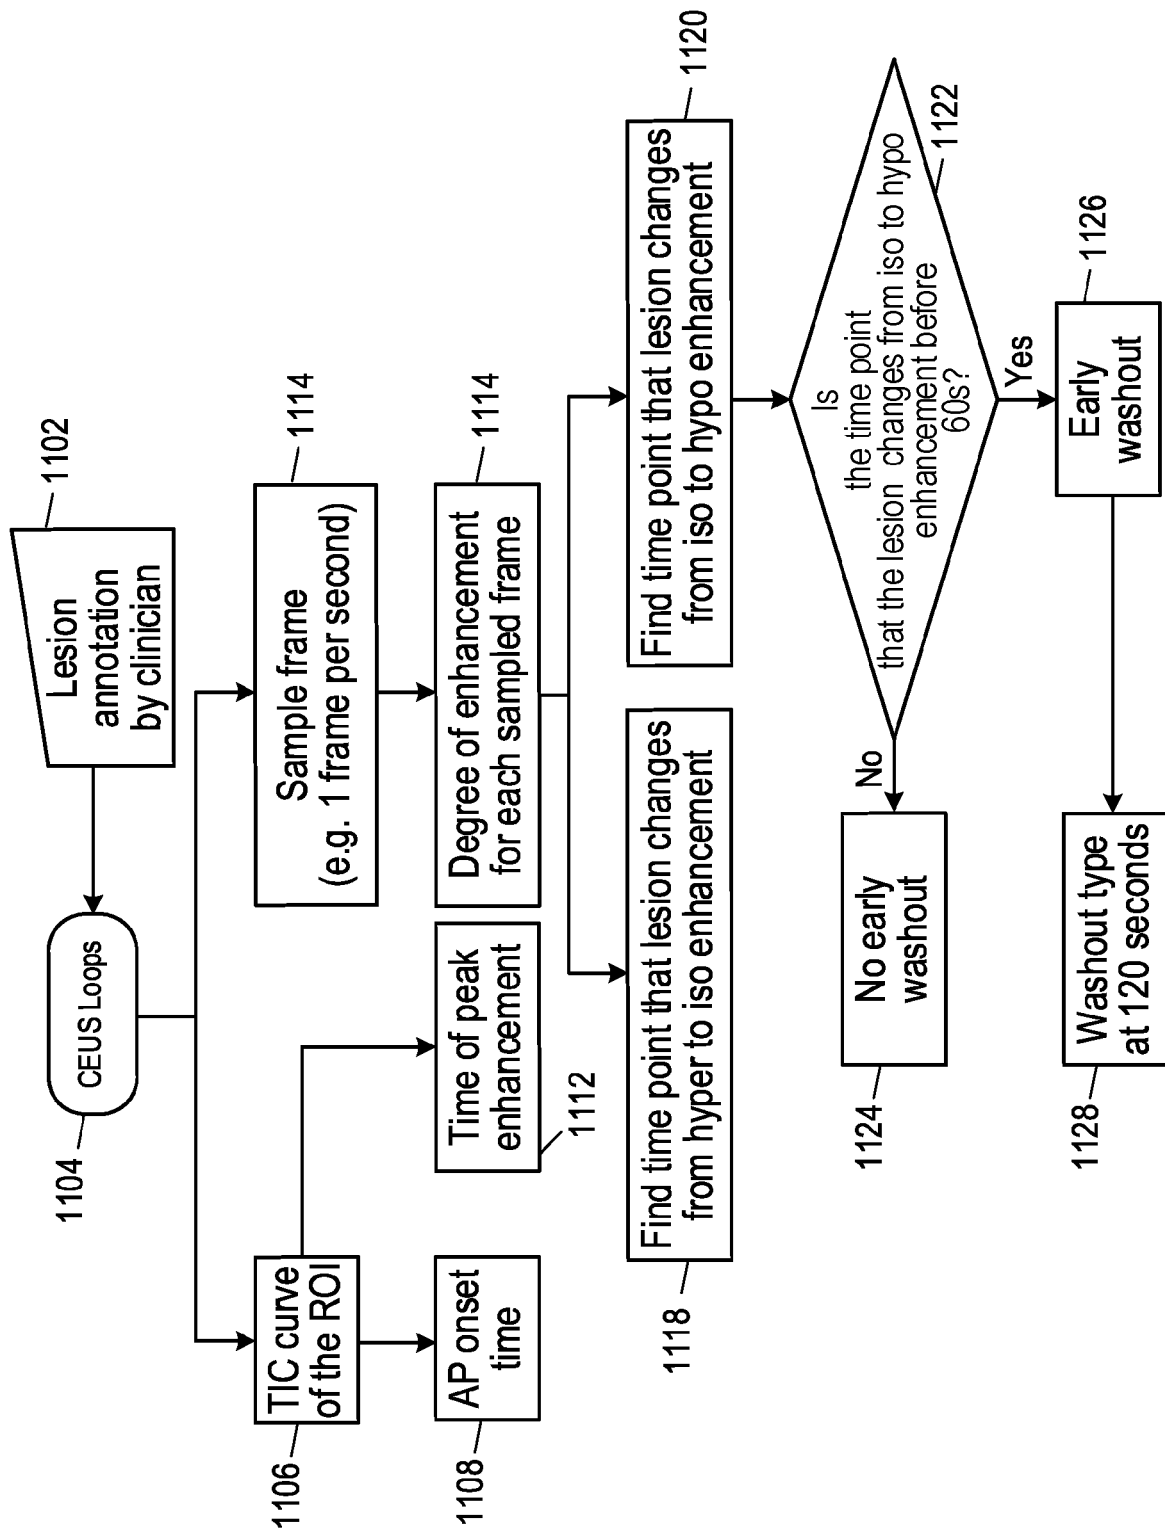 1102
Lesion
annotation
by clinician
1104
CEUS Loops
1106
TIC curve
of the ROI
1114
Sample frame
(e.g. 1 frame per second)
1108
AP onset
time
Time of peak
enhancement
1112
1114
Degree of enhancement
for each sampled frame
1118
Find time point that lesion changes
from hyper to iso enhancement
1120
Find time point that lesion changes
from iso to hypo enhancement
1122
Is
the time point
that the lesion changes from iso to hypo
enhancement before
60s?
No
Yes
1124
No early
washout
1126
Early
washout
1128
Washout type
at 120 seconds